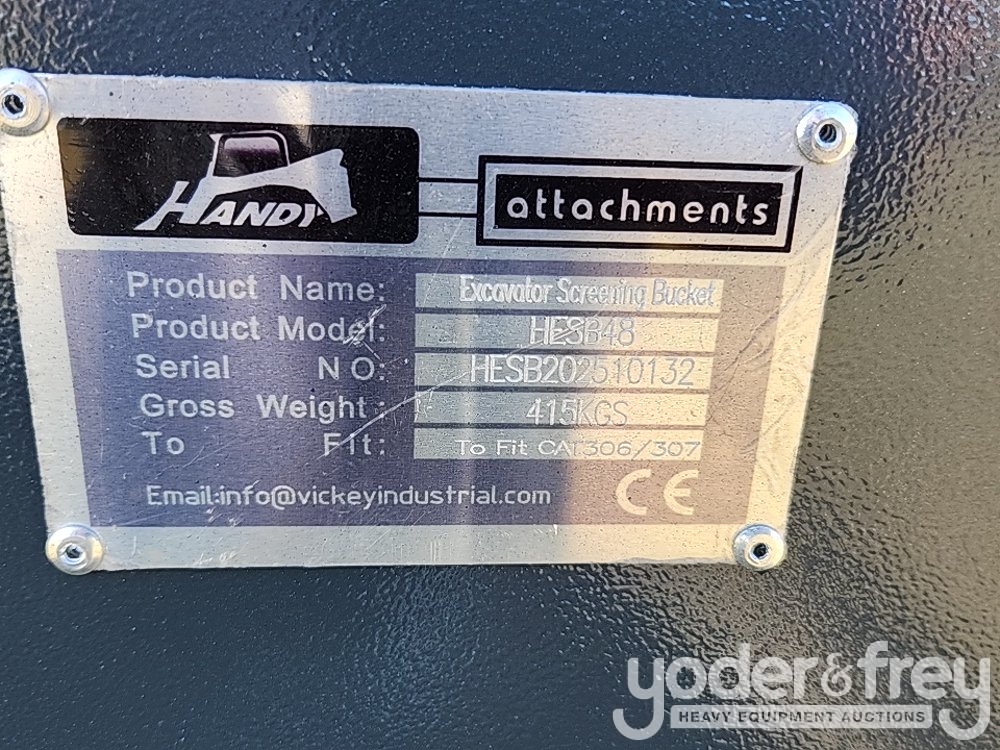 HANDY
attachments
Product Name: Excavator Screening Bucket
Product Model: HESB48
Serial NO: HESB202510132
Gross Weight: 415KGS
To Fit: To Fit CAT306/307
Email:info@vickeyindustrial.com
CE
yoder&frey
HEAVY EQUIPMENT AUCTIONS